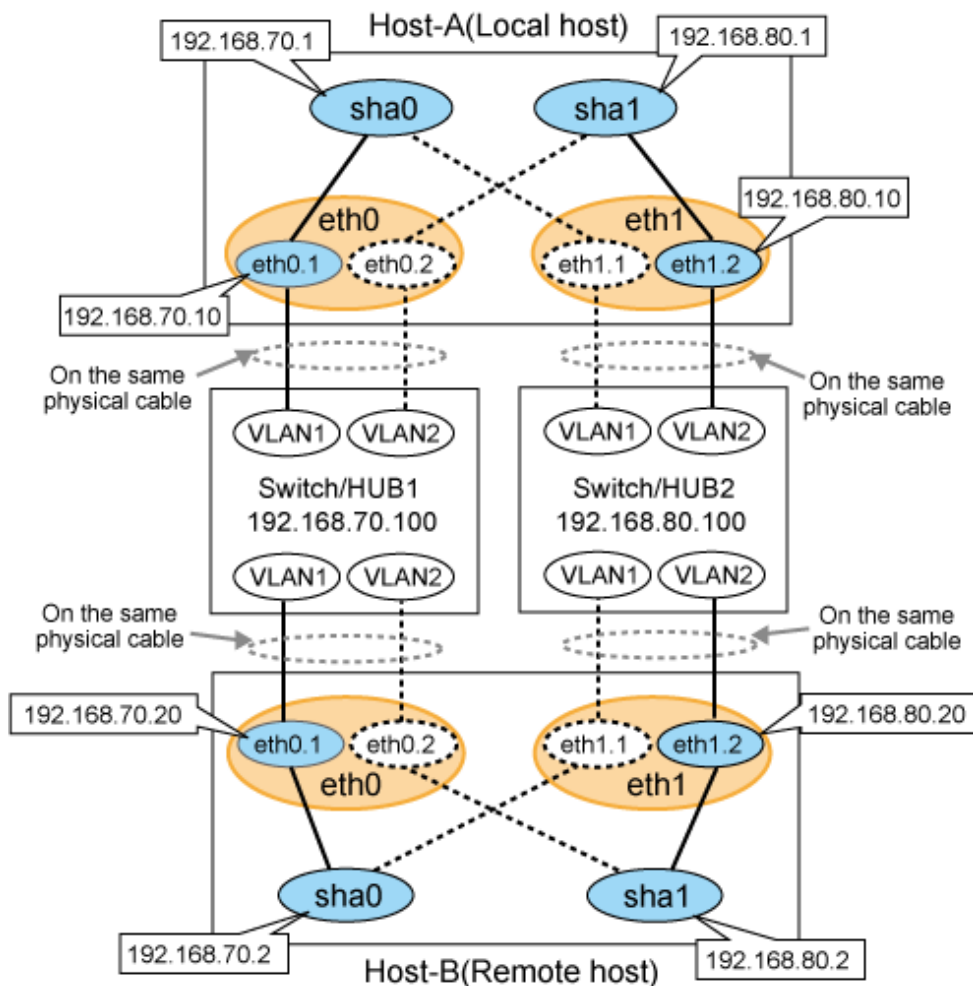 Host-A(Local host)
192.168.70.1
192.168.80.1
sha0
sha1
192.168.80.10
eth0
eth1
eth0.1
eth0.2
eth1.1
eth1.2
192.168.70.10
On the same
physical cable
On the same
physical cable
VLAN1
VLAN2
VLAN1
VLAN2
Switch/HUB1
192.168.70.100
Switch/HUB2
192.168.80.100
VLAN1
VLAN2
VLAN1
VLAN2
On the same
physical cable
On the same
physical cable
192.168.70.20
192.168.80.20
eth0.1
eth0.2
eth1.1
eth1.2
eth0
eth1
sha0
sha1
192.168.70.2
192.168.80.2
Host-B(Remote host)